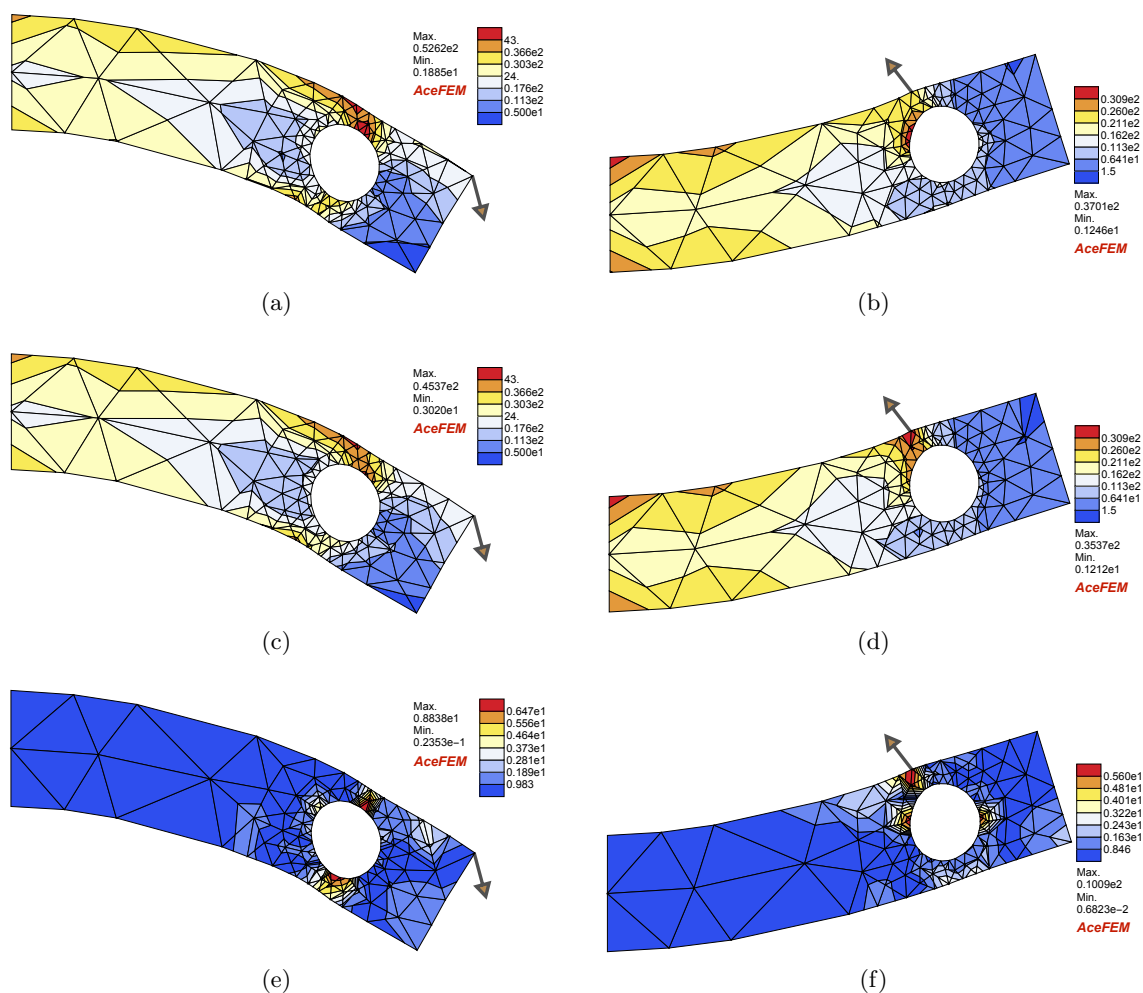 Max.
0.5262e2
Min.
0.1885e1
AceFEM
43.
0.366e2
0.303e2
24.
0.176e2
0.113e2
0.500e1
(a)
0.309e2
0.260e2
0.211e2
0.162e2
0.113e2
0.641e1
1.5
Max.
0.3701e2
Min.
0.1246e1
AceFEM
(b)
Max.
0.4537e2
Min.
0.3020e1
AceFEM
43.
0.366e2
0.303e2
24.
0.176e2
0.113e2
0.500e1
(c)
0.309e2
0.260e2
0.211e2
0.162e2
0.113e2
0.641e1
1.5
Max.
0.3537e2
Min.
0.1212e1
AceFEM
(d)
Max.
0.8838e1
Min.
0.2353e-1
AceFEM
0.647e1
0.556e1
0.464e1
0.373e1
0.281e1
0.189e1
0.983
(e)
0.560e1
0.481e1
0.401e1
0.322e1
0.243e1
0.163e1
0.846
Max.
0.1009e2
Min.
0.6823e-2
AceFEM
(f)